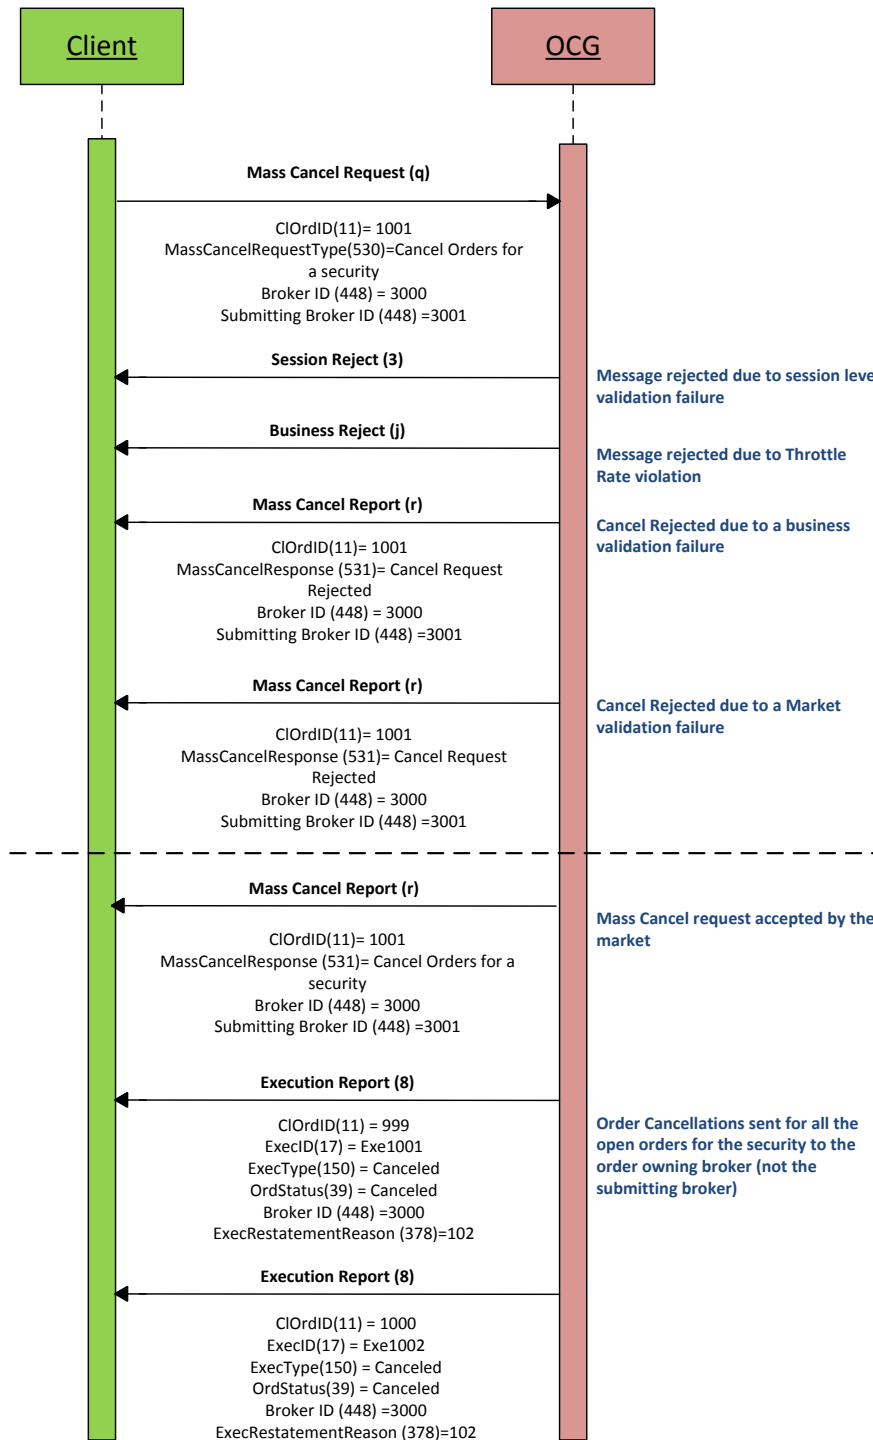 Client
OCG
Mass Cancel Request (q)
ClOrdID(11)= 1001
MassCancelRequestType(530)=Cancel Orders for
a security
Broker ID (448) = 3000
Submitting Broker ID (448) =3001
Session Reject (3)
Message rejected due to session leve
validation failure
Business Reject (j)
Message rejected due to Throttle
Rate violation
Mass Cancel Report (r)
Cancel Rejected due to a business
validation failure
ClOrdID(11)= 1001
MassCancelResponse (531)= Cancel Request
Rejected
Broker ID (448) = 3000
Submitting Broker ID (448) =3001
Mass Cancel Report (r)
Cancel Rejected due to a Market
validation failure
ClOrdID(11)= 1001
MassCancelResponse (531)= Cancel Request
Rejected
Broker ID (448) = 3000
Submitting Broker ID (448) =3001
Mass Cancel Report (r)
Mass Cancel request accepted by the
market
ClOrdID(11)= 1001
MassCancelResponse (531)= Cancel Orders for a
security
Broker ID (448) = 3000
Submitting Broker ID (448) =3001
Execution Report (8)
Order Cancellations sent for all the
open orders for the security to the
order owning broker (not the
submitting broker)
ClOrdID(11) = 999
ExecID(17) = Exe1001
ExecType(150) = Canceled
OrdStatus(39) = Canceled
Broker ID (448) =3000
ExecRestatementReason (378)=102
Execution Report (8)
ClOrdID(11) = 1000
ExecID(17) = Exe1002
ExecType(150) = Canceled
OrdStatus(39) = Canceled
Broker ID (448) =3000
ExecRestatementReason (378)=102